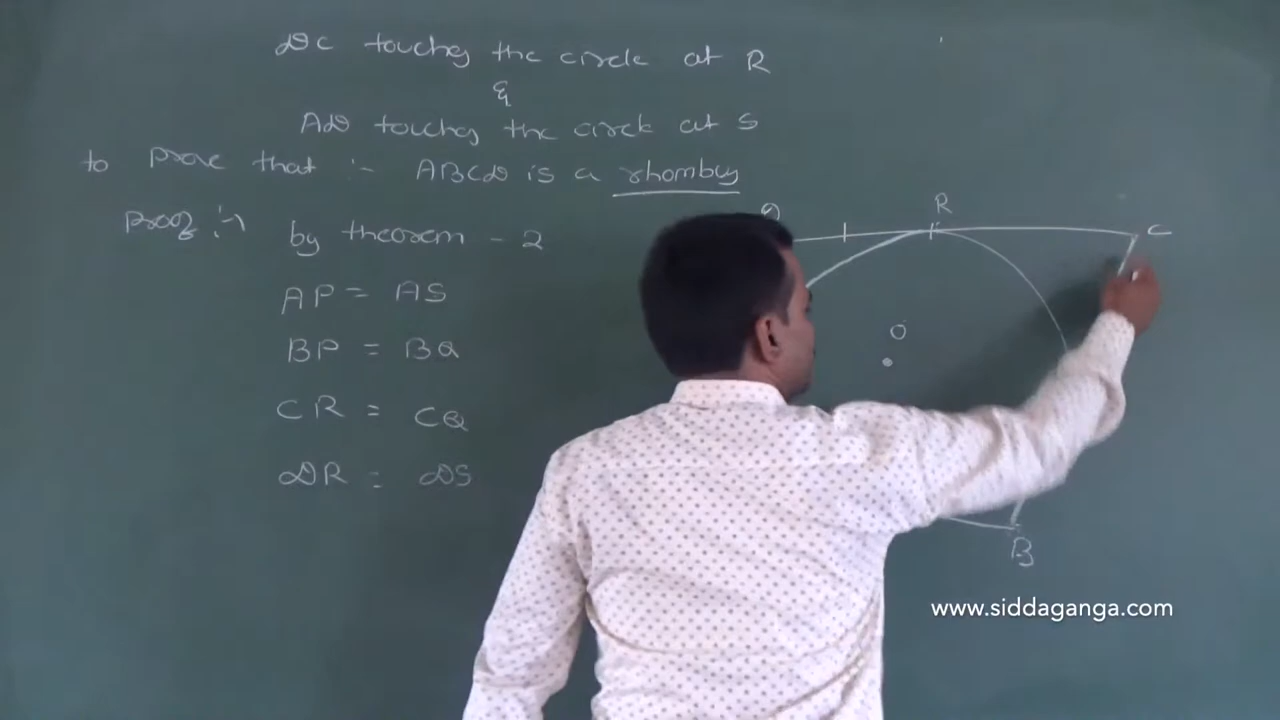 DC touches the circle at R
&
AD touches the circle at S
to prove that :- ABCD is a rhombus
Proof :-
by theorem - 2
AP = AS
BP = BQ
CR = CQ
DR = DS
D
R
C
O
B
www.siddaganga.com